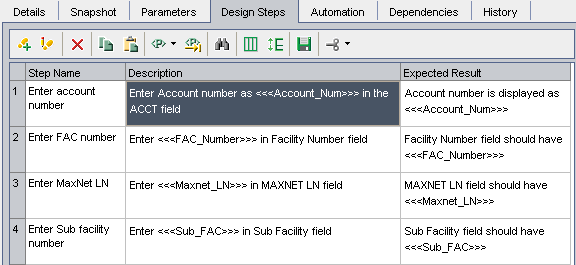 Details Snapshot Parameters Design Steps Automation Dependencies History
<P> <P>
Step Name Description Expected Result
1 Enter account Enter Account number as <<<Account_Num>>> in the Account number is displayed as
number ACCT field <<<Account_Num>>>
2 Enter FAC number Enter <<<FAC_Number>>> in Facility Number field Facility Number field should have
<<<FAC_Number>>>
3 Enter MaxNet LN Enter <<<Maxnet_LN>>> in MAXNET LN field MAXNET LN field should have
<<<Maxnet_LN>>>
4 Enter Sub facility Enter <<<Sub_FAC>>> in Sub Facility field Sub Facility field should have
number <<<Sub_FAC>>>